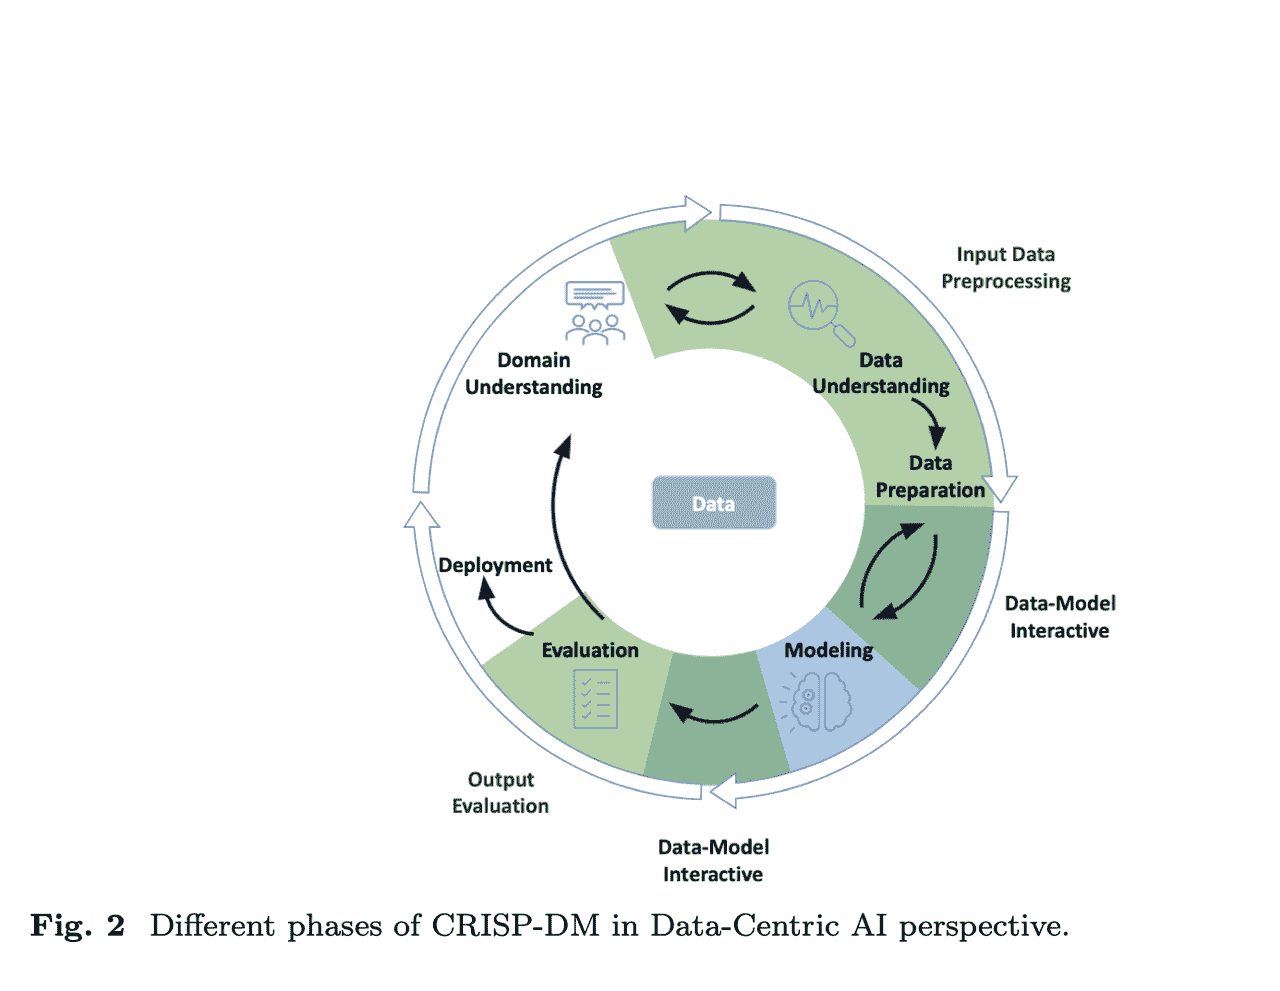 Input Data
Preprocessing
Domain
Understanding
Data
Understanding
Data
Preparation
Data
Deployment
Data-Model
Interactive
Evaluation
Modeling
Output
Evaluation
Data-Model
Interactive
Fig. 2 Different phases of CRISP-DM in Data-Centric AI perspective.